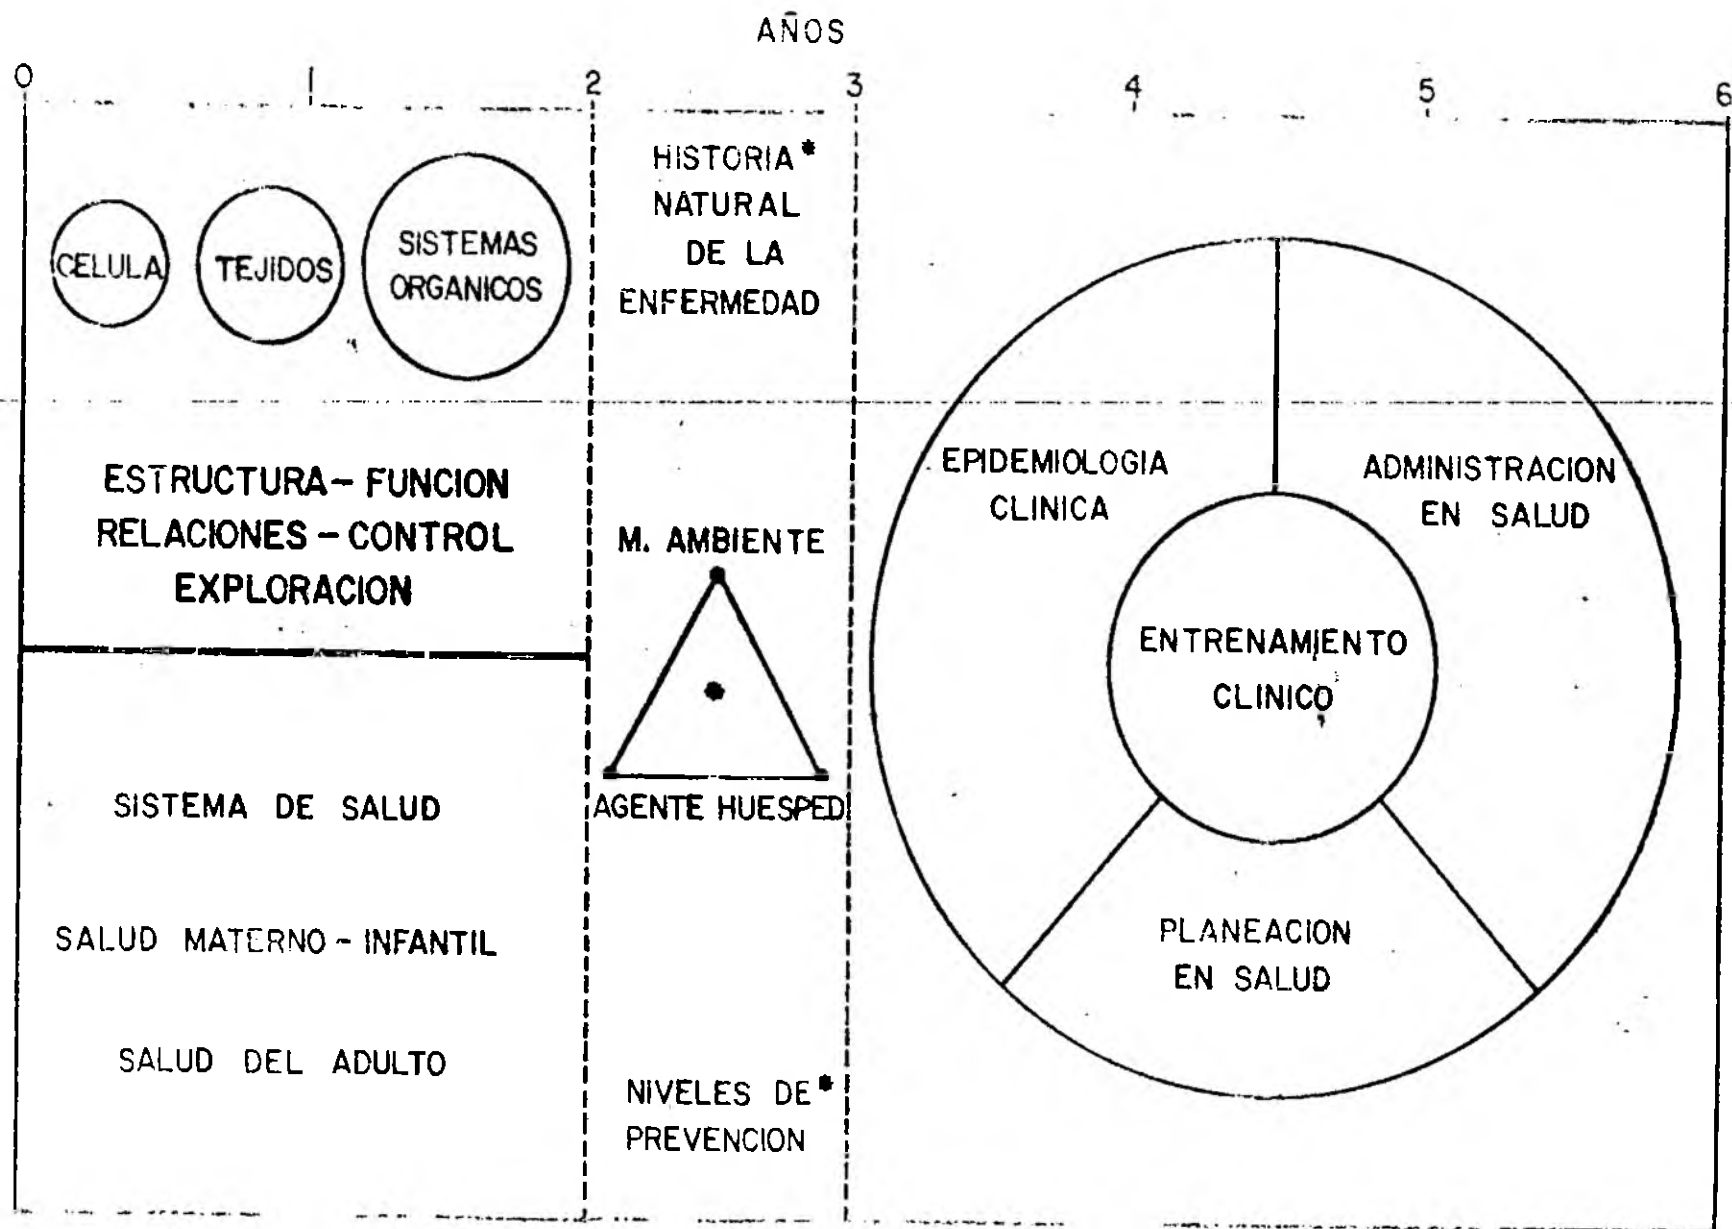 AÑOS
0 1 2 3 4 5 6
CELULA
TEJIDOS
SISTEMAS
ORGANICOS
ESTRUCTURA - FUNCION
RELACIONES - CONTROL
EXPLORACION
SISTEMA DE SALUD
SALUD MATERNO - INFANTIL
SALUD DEL ADULTO
HISTORIA*
NATURAL
DE LA
ENFERMEDAD
M. AMBIENTE
*
AGENTE HUESPED
NIVELES DE*
PREVENCION
EPIDEMIOLOGIA
CLINICA
ADMINISTRACION
EN SALUD
ENTRENAMIENTO
CLINICO
PLANEACION
EN SALUD